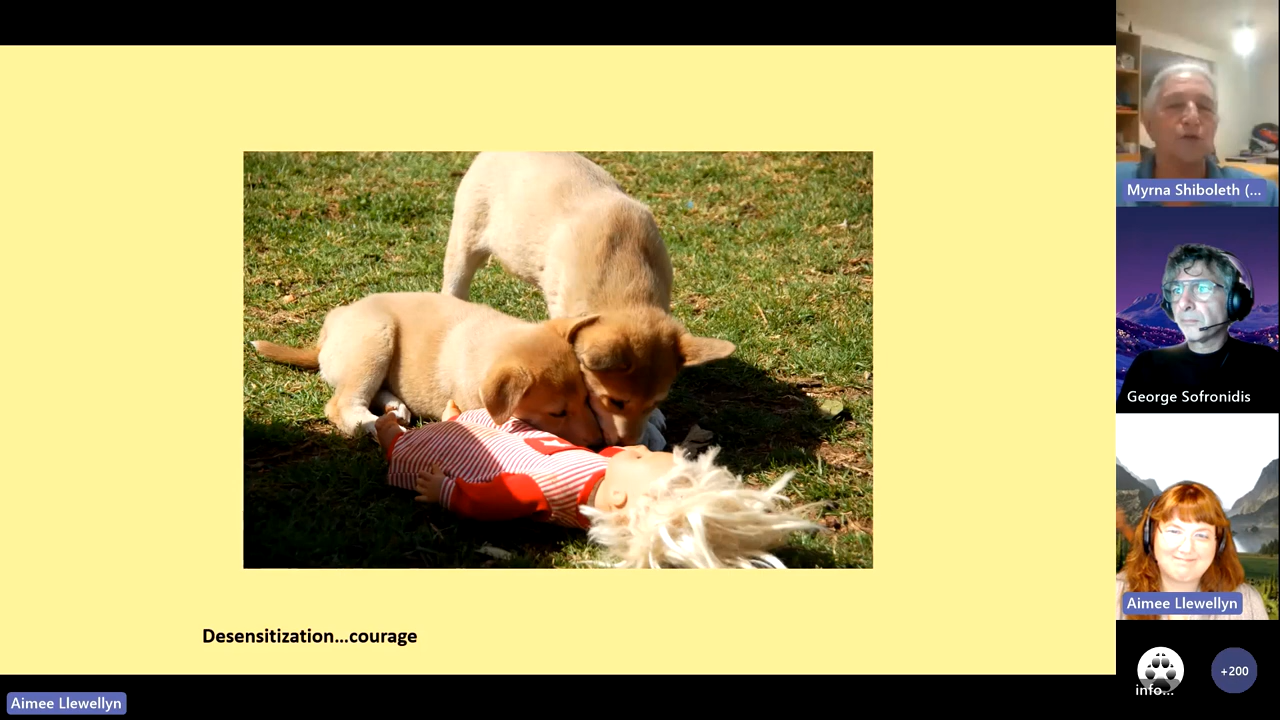 Desensitization...courage
Myrna Shiboleth (...
George Sofronidis
Aimee Llewellyn
info...
+200
Aimee Llewellyn